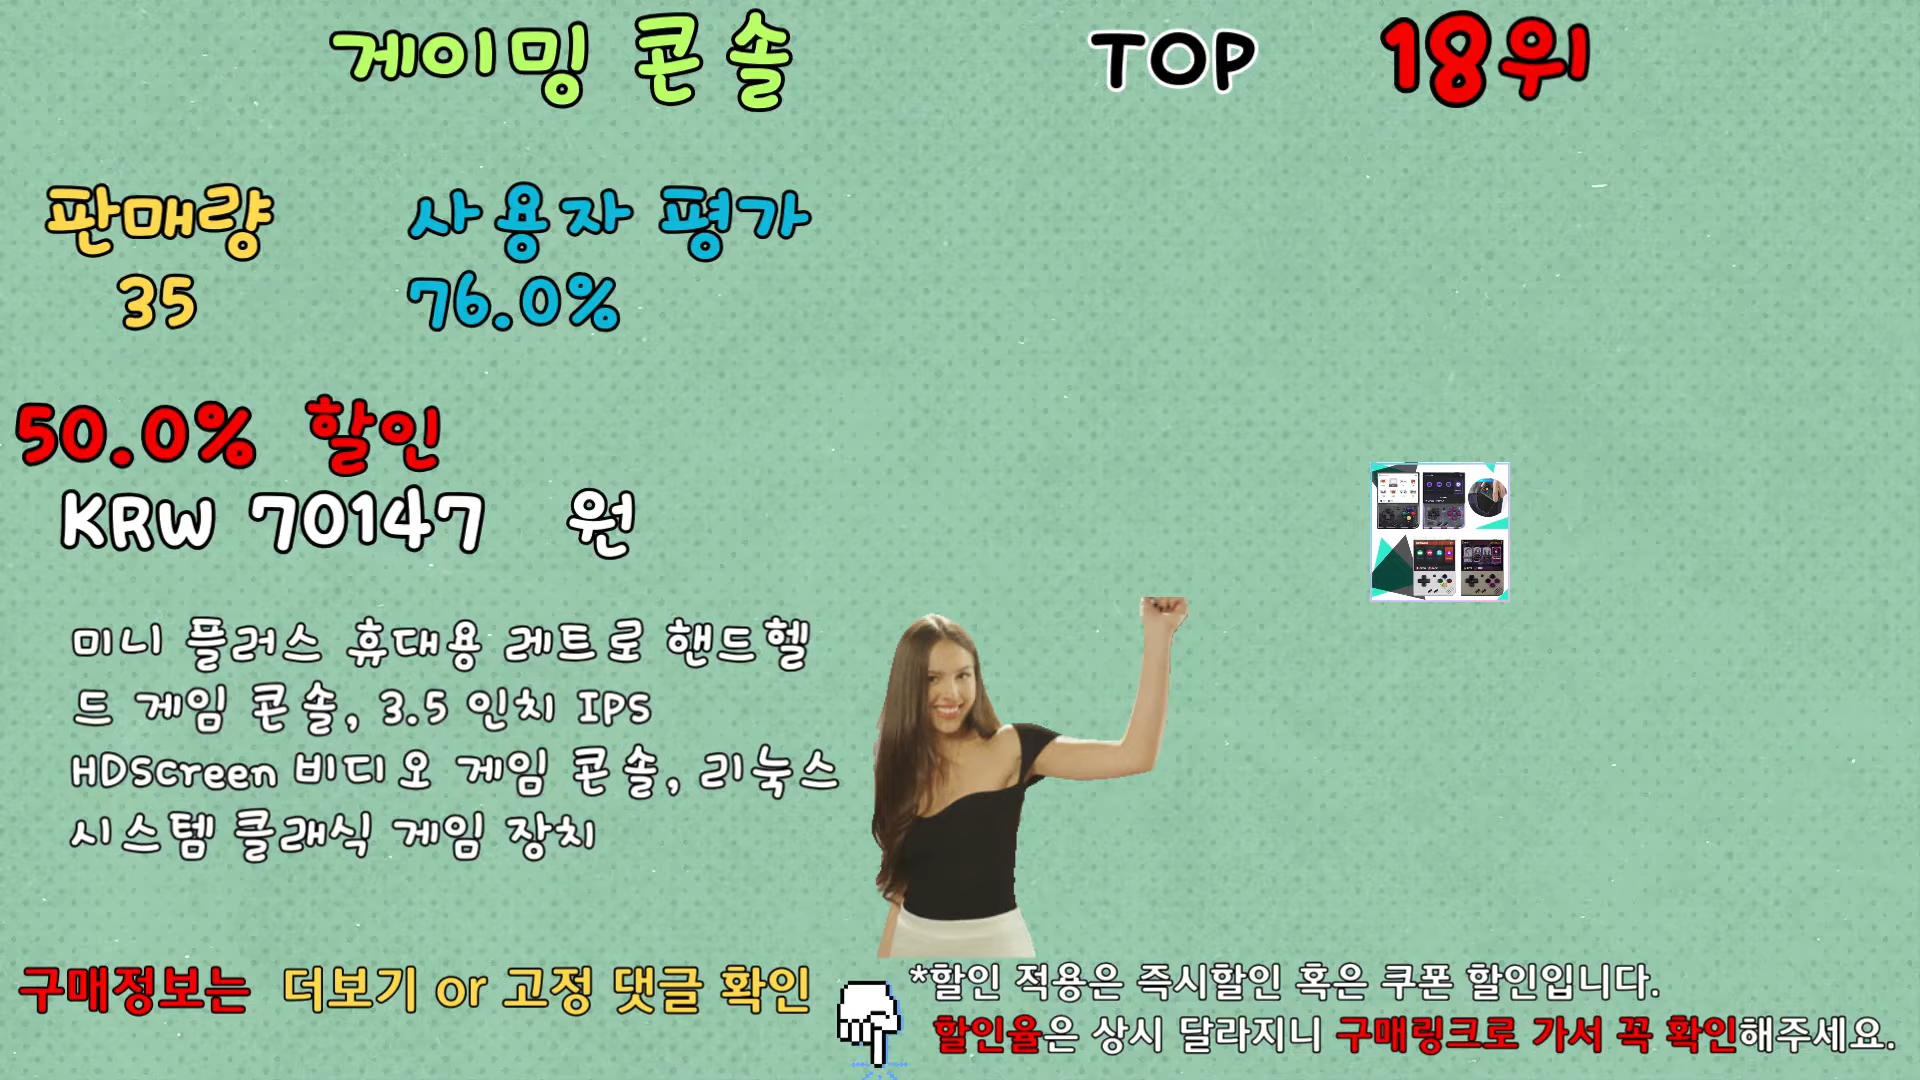 게이밍 콘솔 TOP 18위
판매량 사용자 평가
35 76.0%
50.0% 할인
KRW 70147 원
미니 플러스 휴대용 레트로 핸드헬
드 게임 콘솔, 3.5 인치 IPS
HDScreen 비디오 게임 콘솔, 리눅스
시스템 클래식 게임 장치
구매정보는 더보기 or 고정 댓글 확인
*할인 적용은 즉시할인 혹은 쿠폰 할인입니다.
할인율은 상시 달라지니 구매링크로 가서 꼭 확인해주세요.